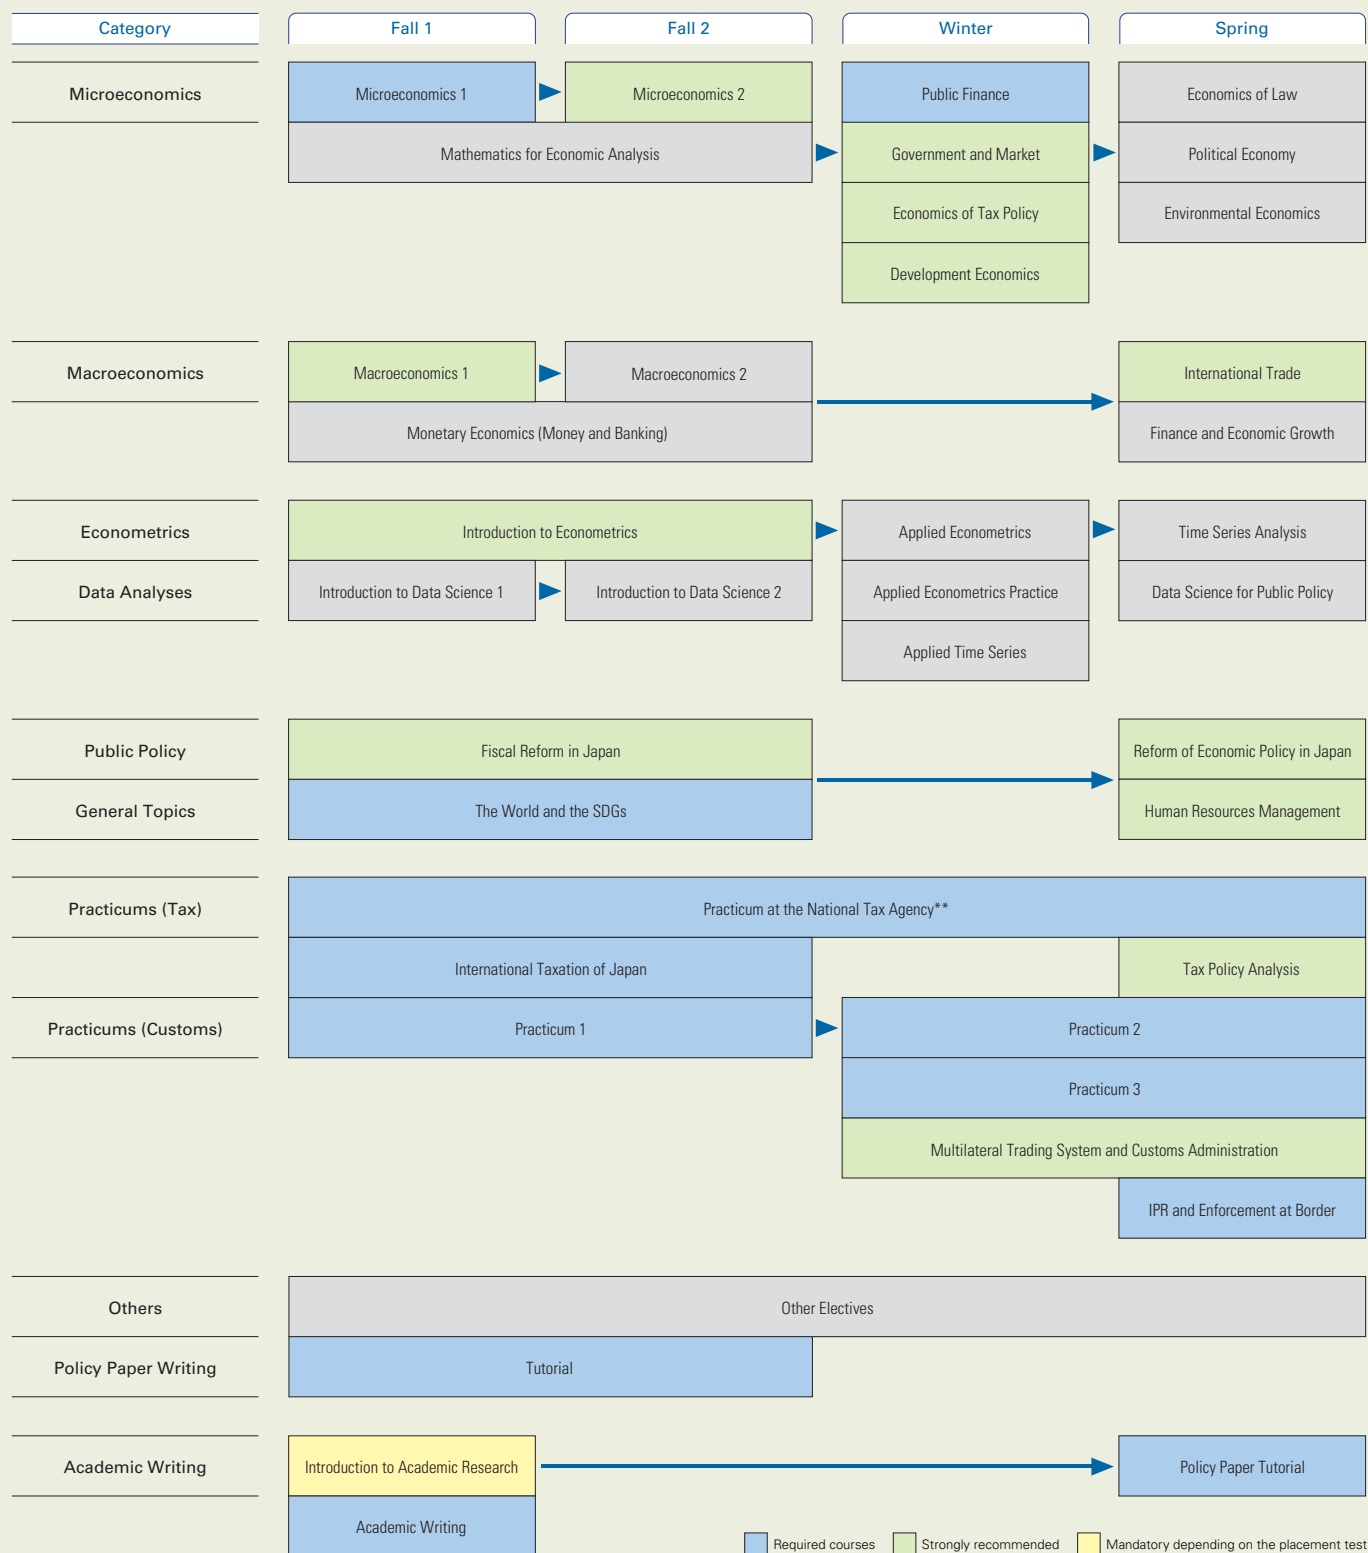 Category Fall 1 Fall 2 Winter Spring
Microeconomics Microeconomics 1 Microeconomics 2 Public Finance Economics of Law
Mathematics for Economic Analysis Government and Market Political Economy
Economics of Tax Policy Environmental Economics
Development Economics
Macroeconomics Macroeconomics 1 Macroeconomics 2 International Trade
Monetary Economics (Money and Banking) Finance and Economic Growth
Econometrics Introduction to Econometrics Applied Econometrics Time Series Analysis
Data Analyses Introduction to Data Science 1 Introduction to Data Science 2 Applied Econometrics Practice Data Science for Public Policy
Applied Time Series
Public Policy Fiscal Reform in Japan Reform of Economic Policy in Japan
General Topics The World and the SDGs Human Resources Management
Practicums (Tax) Practicum at the National Tax Agency**
International Taxation of Japan Tax Policy Analysis
Practicums (Customs) Practicum 1 Practicum 2
Practicum 3
Multilateral Trading System and Customs Administration
IPR and Enforcement at Border
Others Other Electives
Policy Paper Writing Tutorial
Academic Writing Introduction to Academic Research Policy Paper Tutorial
Academic Writing
Required courses Strongly recommended Mandatory depending on the placement test